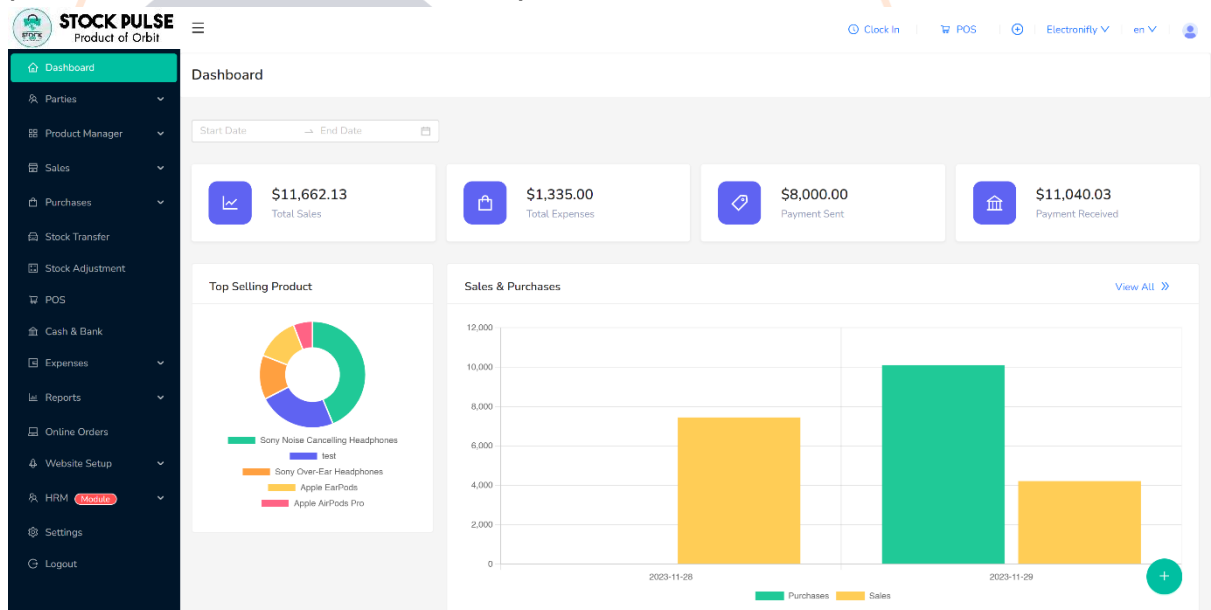 STOCK PULSE
Product of Orbit
Clock In
POS
Electronifly
en
Dashboard
Parties
Product Manager
Sales
Purchases
Stock Transfer
Stock Adjustment
POS
Cash & Bank
Expenses
Reports
Online Orders
Website Setup
HRM Module
Settings
Logout
Dashboard
Start Date → End Date
$11,662.13
Total Sales
$1,335.00
Total Expenses
$8,000.00
Payment Sent
$11,040.03
Payment Received
Top Selling Product
Sony Noise Cancelling Headphones
test
Sony Over-Ear Headphones
Apple EarPods
Apple AirPods Pro
Sales & Purchases
View All
12,000
10,000
8,000
6,000
4,000
2,000
0
2023-11-28
2023-11-29
Purchases
Sales